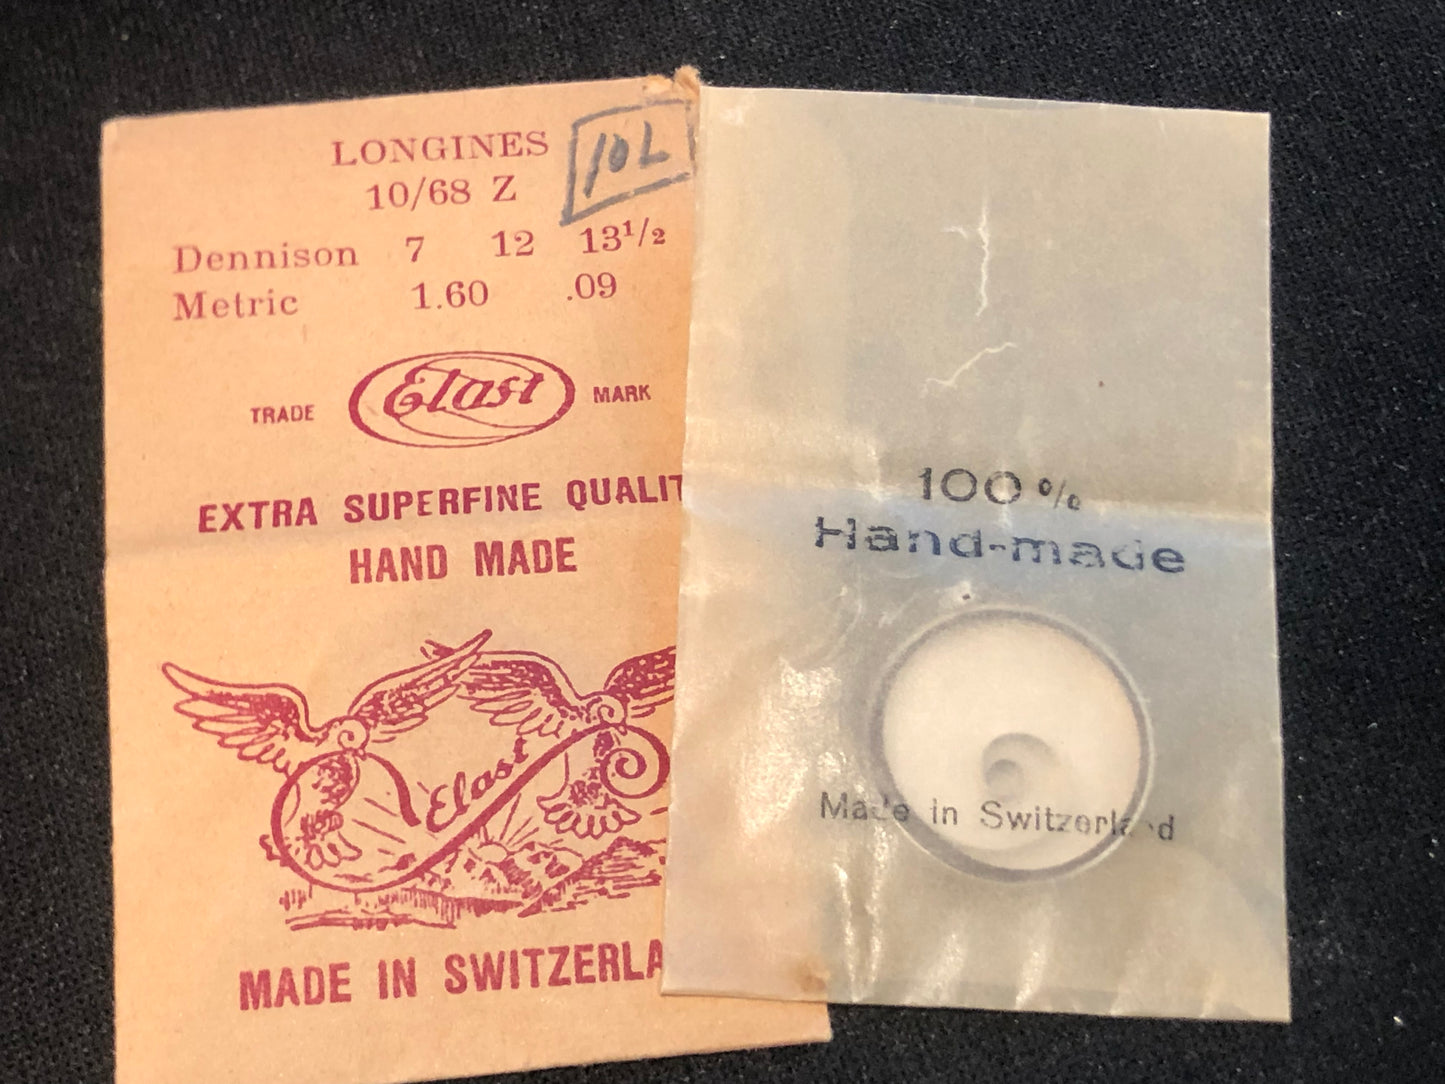 LONGINES
10L
10/68 Z
Dennison 7 12 13½
Metric 1.60 .09
TRADE Elast MARK
EXTRA SUPERFINE QUALIT
HAND MADE
Elast
MADE IN SWITZERLA
100%
Hand-made
Made in Switzerland